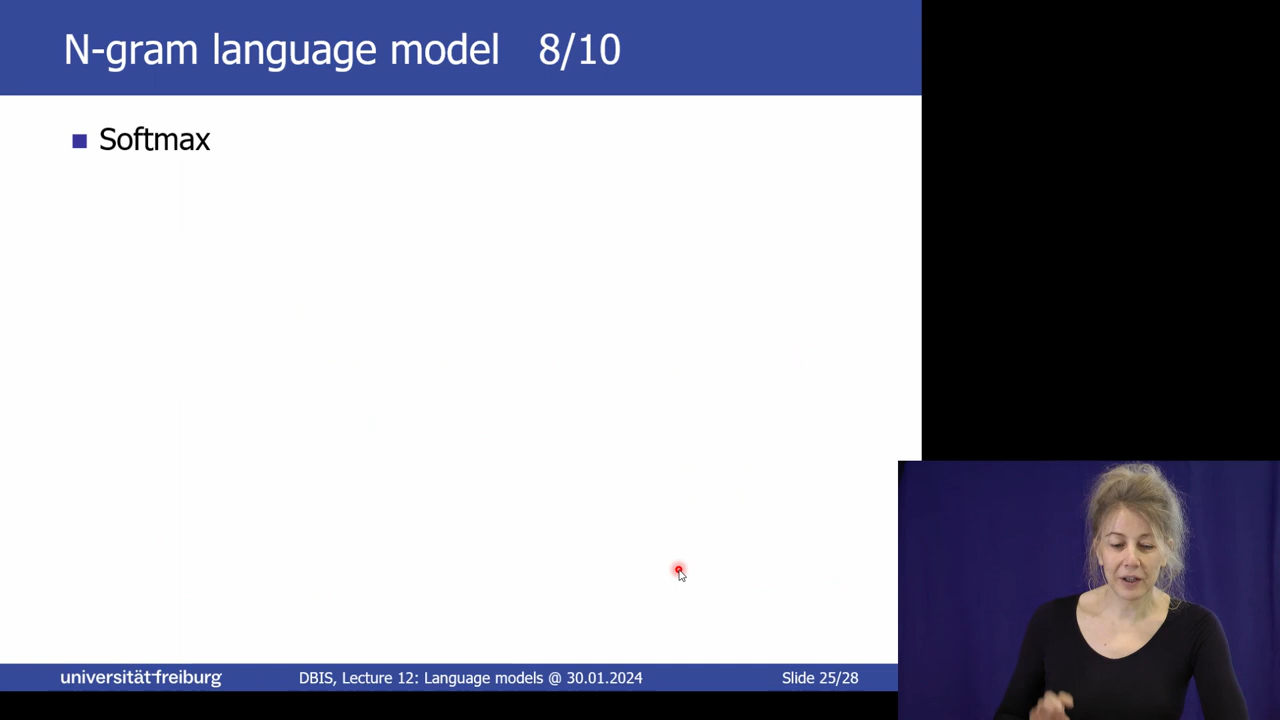 N-gram language model 8/10
Softmax
universität freiburg
DBIS, Lecture 12: Language models @ 30.01.2024
Slide 25/28